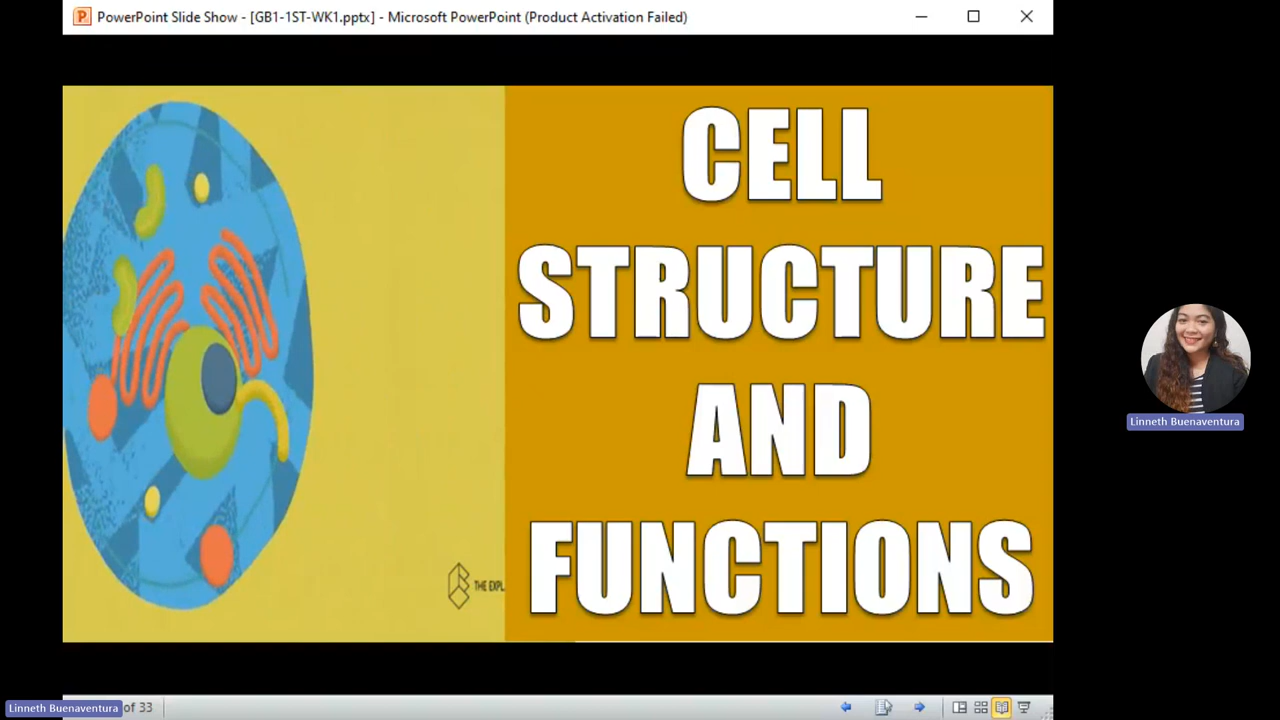 PowerPoint Slide Show - [GB1-1ST-WK1.pptx] - Microsoft PowerPoint (Product Activation Failed)
CELL
STRUCTURE
AND
FUNCTIONS
THE EXPL
Linneth Buenaventura
Linneth Buenaventura
of 33